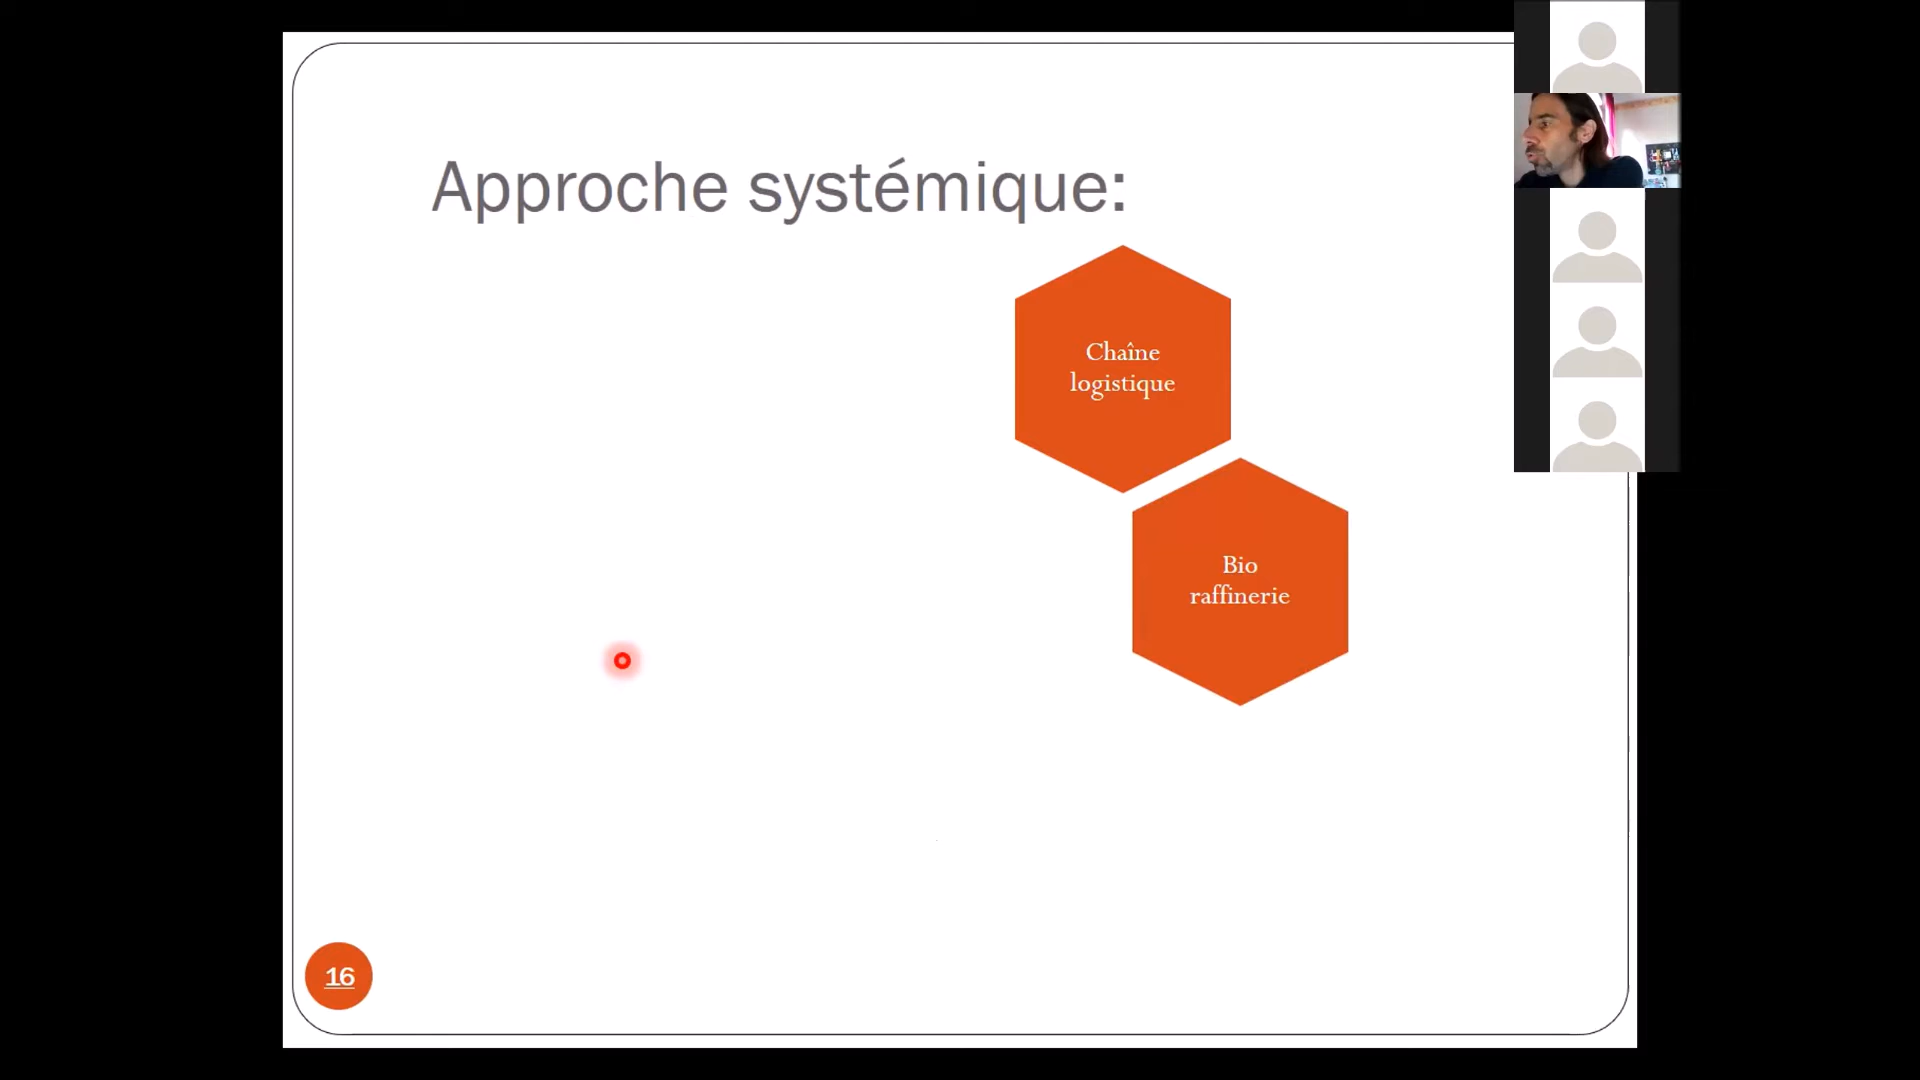 Approche systémique:
Chaîne
logistique
Bio
raffinerie
16